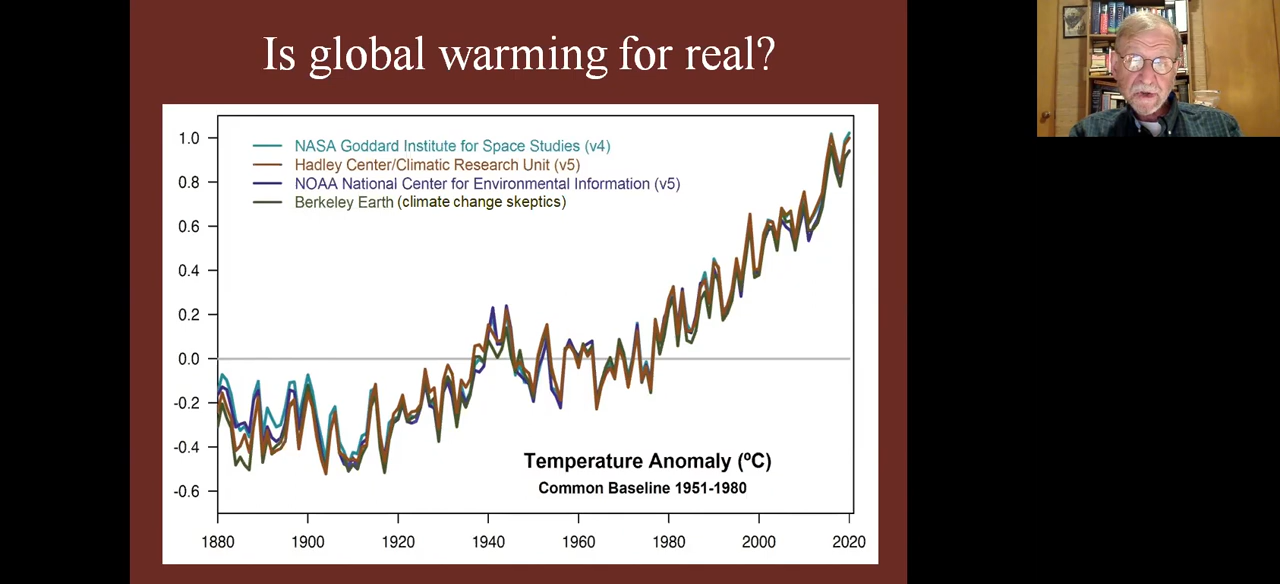 Is global warming for real?
1.0
NASA Goddard Institute for Space Studies (v4)
Hadley Center/Climatic Research Unit (v5)
0.8
NOAA National Center for Environmental Information (v5)
Berkeley Earth (climate change skeptics)
0.6
0.4
0.2
0.0
-0.2
-0.4
Temperature Anomaly (ºC)
Common Baseline 1951-1980
-0.6
1880 1900 1920 1940 1960 1980 2000 2020